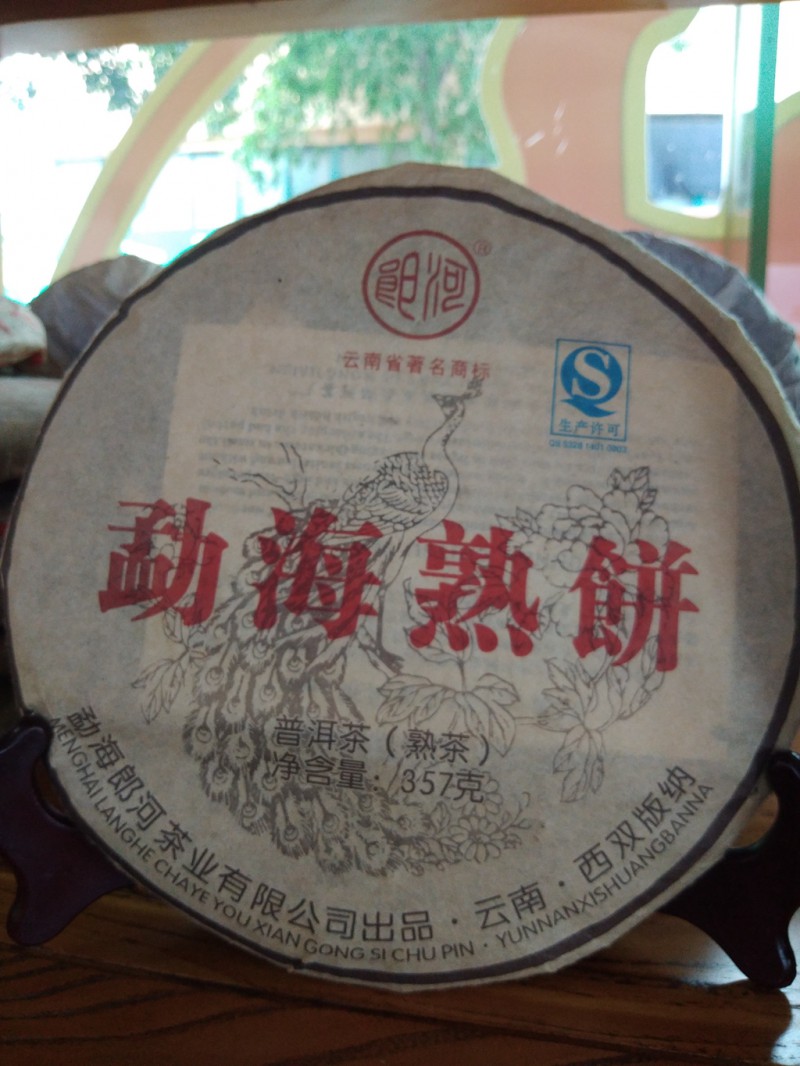 郎河
®
云南省著名商标
生产许可
勐海熟餅
普洱茶（熟茶）
净含量：357克
勐海郎河茶业有限公司出品·云南·西双版纳
MENGHAI LANGHE CHAYE YOU XIAN GONG SI CHU PIN · YUNNANXISHUANGBANNA